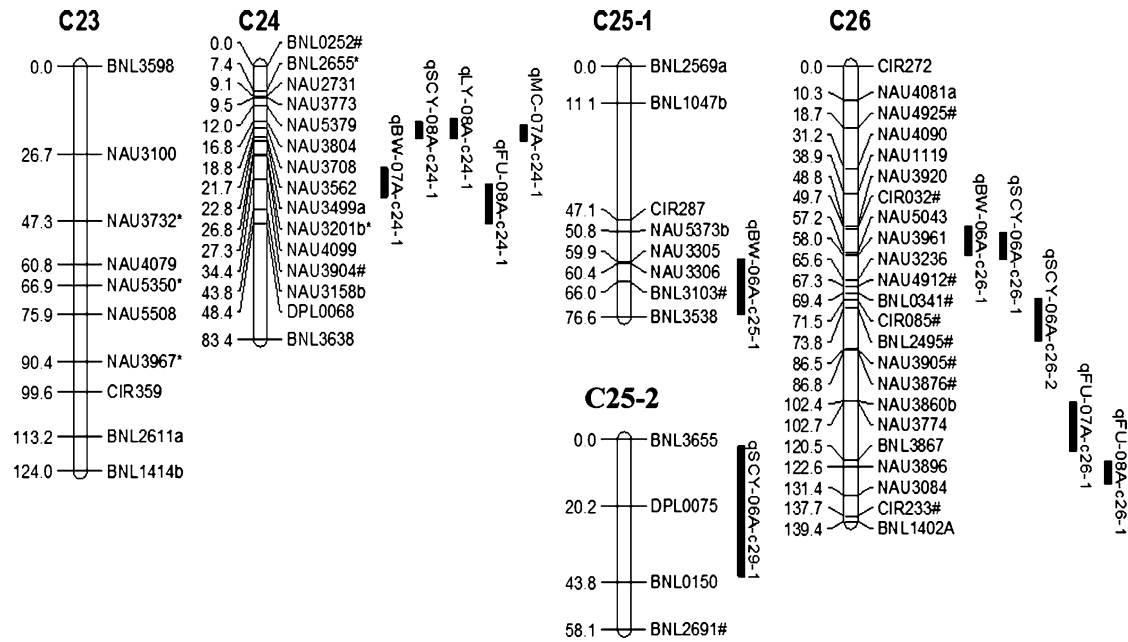 C23
0.0 BNL3598
26.7 NAU3100
47.3 NAU3732*
60.8 NAU4079
66.9 NAU5350*
75.9 NAU5508
90.4 NAU3967*
99.6 CIR359
113.2 BNL2611a
124.0 BNL1414b
C24
0.0 BNL0252#
7.4 BNL2655*
9.1 NAU2731
9.5 NAU3773
12.0 NAU5379
16.8 NAU3804
18.8 NAU3708
21.7 NAU3562
22.8 NAU3499a
26.8 NAU3201b*
27.3 NAU4099
34.4 NAU3904#
43.8 NAU3158b
48.4 DPL0068
83.4 BNL3638
qBW-07A-c24-1
qSCY-08A-c24-1
qLY-08A-c24-1
qFU-08A-c24-1
qMC-07A-c24-1
C25-1
0.0 BNL2569a
11.1 BNL1047b
47.1 CIR287
50.8 NAU5373b
59.9 NAU3305
60.4 NAU3306
66.0 BNL3103#
76.6 BNL3538
qBW-06A-c25-1
C25-2
0.0 BNL3655
20.2 DPL0075
43.8 BNL0150
58.1 BNL2691#
qSCY-06A-c29-1
C26
0.0 CIR272
10.3 NAU4081a
18.7 NAU4925#
31.2 NAU4090
38.9 NAU1119
48.8 NAU3920
49.7 CIR032#
57.2 NAU5043
58.0 NAU3961
65.6 NAU3236
67.3 NAU4912#
69.4 BNL0341#
71.5 CIR085#
73.8 BNL2495#
86.5 NAU3905#
86.8 NAU3876#
102.4 NAU3860b
102.7 NAU3774
120.5 BNL3867
122.6 NAU3896
131.4 NAU3084
137.7 CIR233#
139.4 BNL1402A
qBW-06A-c26-1
qSCY-06A-c26-1
qSCY-06A-c26-2
qFU-07A-c26-1
qFU-08A-c26-1